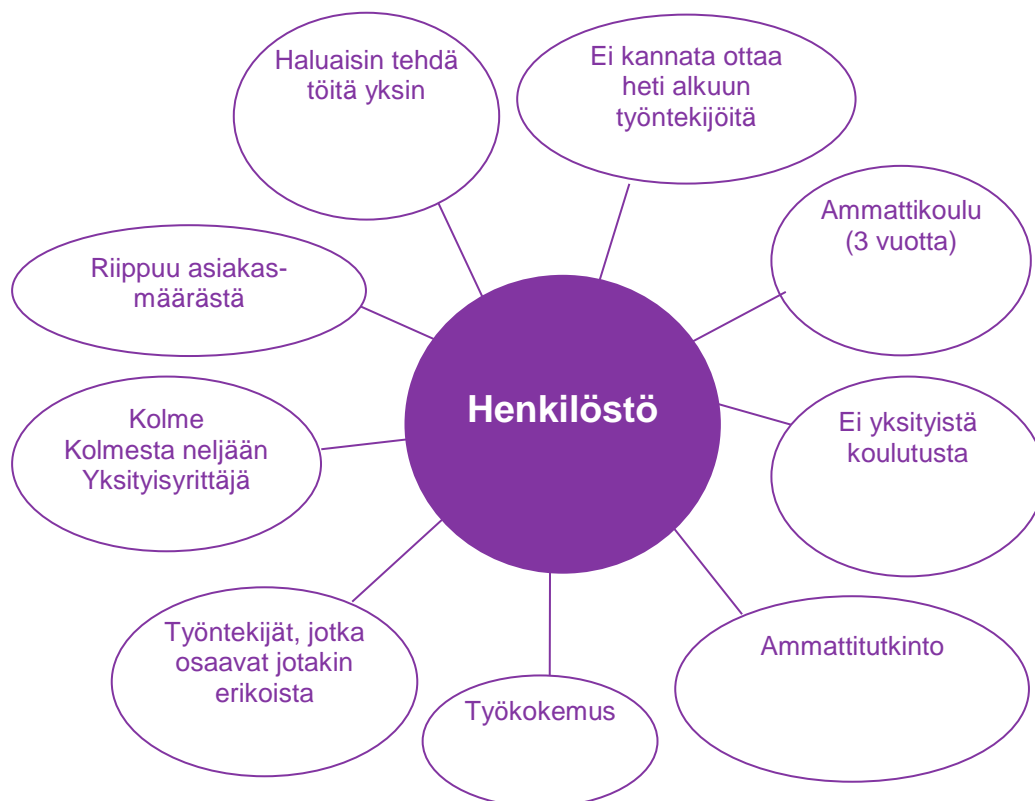 Haluaisin tehdä
töitä yksin
Ei kannata ottaa
heti alkuun
työntekijöitä
Ammattikoulu
(3 vuotta)
Riippuu asiakas-
määrästä
Henkilöstö
Kolme
Kolmesta neljään
Yksityisyrittäjä
Ei yksityistä
koulutusta
Työntekijät, jotka
osaavat jotakin
erikoista
Työkokemus
Ammattitutkinto